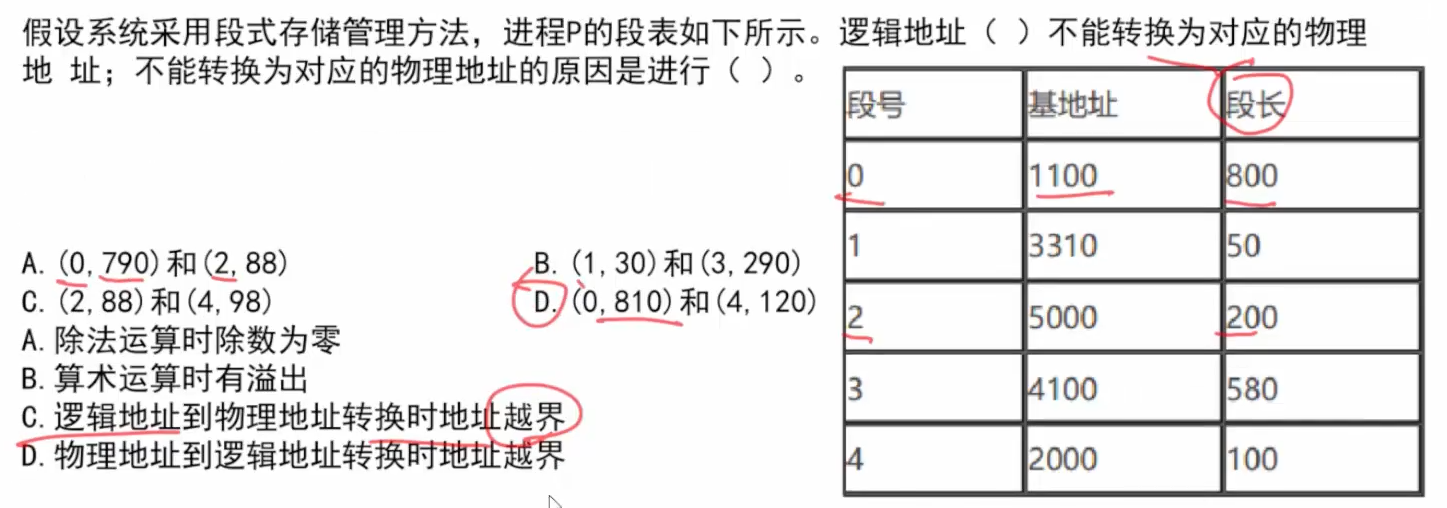 假设系统采用段式存储管理方法，进程P的段表如下所示。逻辑地址（ ）不能转换为对应的物理
地 址；不能转换为对应的物理地址的原因是进行（ ）。
段号 基地址 段长
0 1100 800
1 3310 50
2 5000 200
3 4100 580
4 2000 100
A.(0,790)和(2,88) B.(1,30)和(3,290)
C.(2,88)和(4,98) D.(0,810)和(4,120)
A.除法运算时除数为零
B.算术运算时有溢出
C.逻辑地址到物理地址转换时地址越界
D.物理地址到逻辑地址转换时地址越界